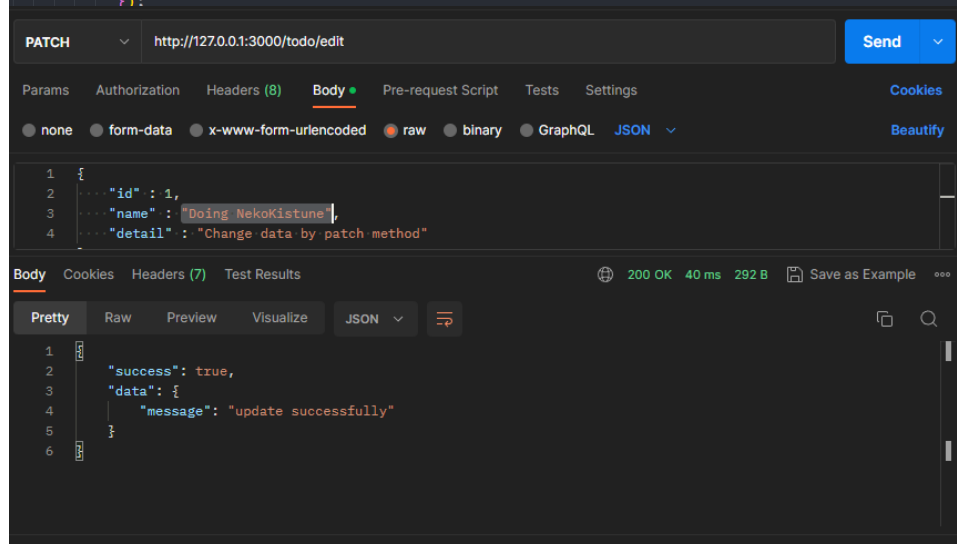 });
PATCH http://127.0.0.1:3000/todo/edit Send
Params Authorization Headers (8) Body Pre-request Script Tests Settings Cookies
none form-data x-www-form-urlencoded raw binary GraphQL JSON Beautify
1 {
2 "id" : 1,
3 "name" : "Doing NekoKistune",
4 "detail" : "Change data by patch method"
Body Cookies Headers (7) Test Results 200 OK 40 ms 292 B Save as Example
Pretty Raw Preview Visualize JSON
1 {
2 "success": true,
3 "data": {
4 "message": "update successfully"
5 }
6 }